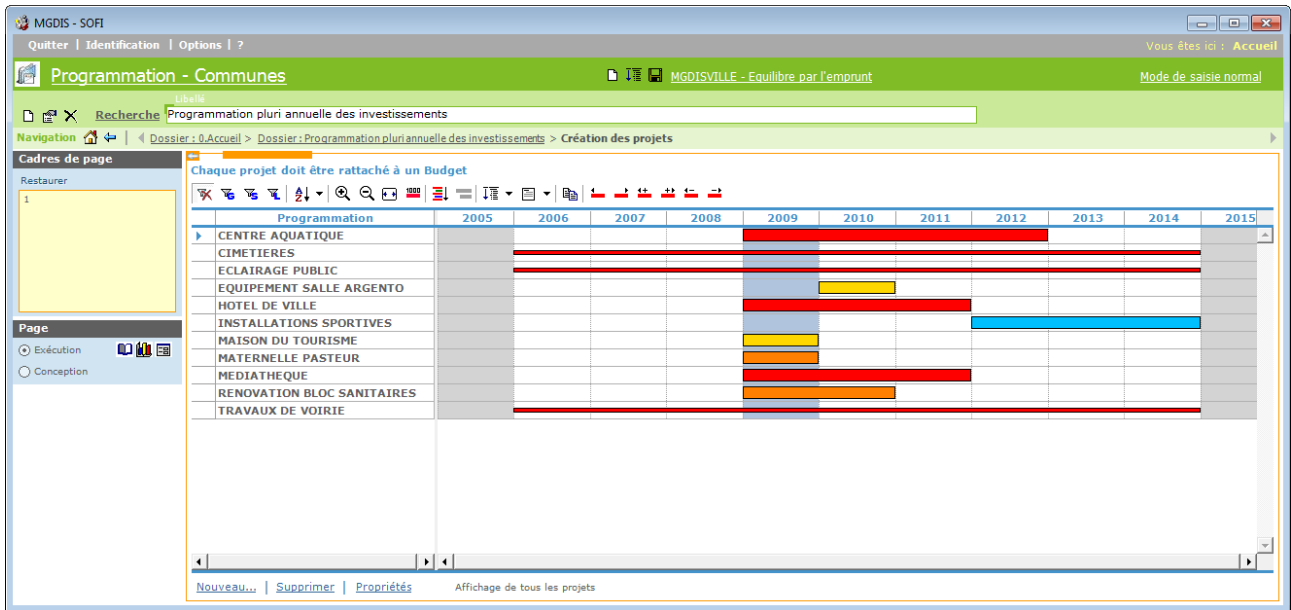 MGDIS - SOFI
Quitter | Identification | Options | ?
Vous êtes ici : Accueil
Programmation - Communes
MGDISVILLE - Equilibre par l'emprunt
Mode de saisie normal
Libellé
Recherche Programmation pluri annuelle des investissements
Navigation | Dossier : 0.Accueil > Dossier : Programmation pluri annuelle des investissements > Création des projets
Cadres de page
Restaurer
1
Page
Exécution
Conception
Chaque projet doit être rattaché à un Budget
Programmation 2005 2006 2007 2008 2009 2010 2011 2012 2013 2014 2015
CENTRE AQUATIQUE
CIMETIERES
ECLAIRAGE PUBLIC
EQUIPEMENT SALLE ARGENTO
HOTEL DE VILLE
INSTALLATIONS SPORTIVES
MAISON DU TOURISME
MATERNELLE PASTEUR
MEDIATHEQUE
RENOVATION BLOC SANITAIRES
TRAVAUX DE VOIRIE
Nouveau... | Supprimer | Propriétés
Affichage de tous les projets